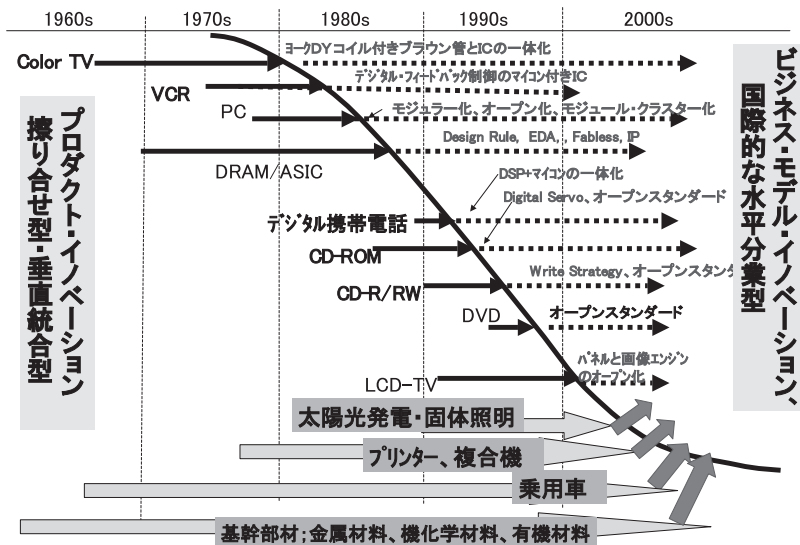 1960s 1970s 1980s 1990s 2000s
Color TV
ヨークDYコイル付きブラウン管とICの一体化
VCR
デジタル・フィードバック制御のマイコン付きIC
PC
モジュラー化、オープン化、モジュール・クラスター化
DRAM/ASIC
Design Rule, EDA, , Fabless, IP
DSP+マイコンの一体化
デジタル携帯電話
Digital Servo、オープンスタンダード
CD-ROM
Write Strategy、オープンスタンダ
CD-R/RW
DVD
オープンスタンダード
パネルと画像エンジン
のオープン化
LCD-TV
太陽光発電・固体照明
プリンター、複合機
乗用車
基幹部材;金属材料、機化学材料、有機材料
プロダクト・イノベーション
擦り合せ型・垂直統合型
ビジネス・モデル・イノベーション、
国際的な水平分業型